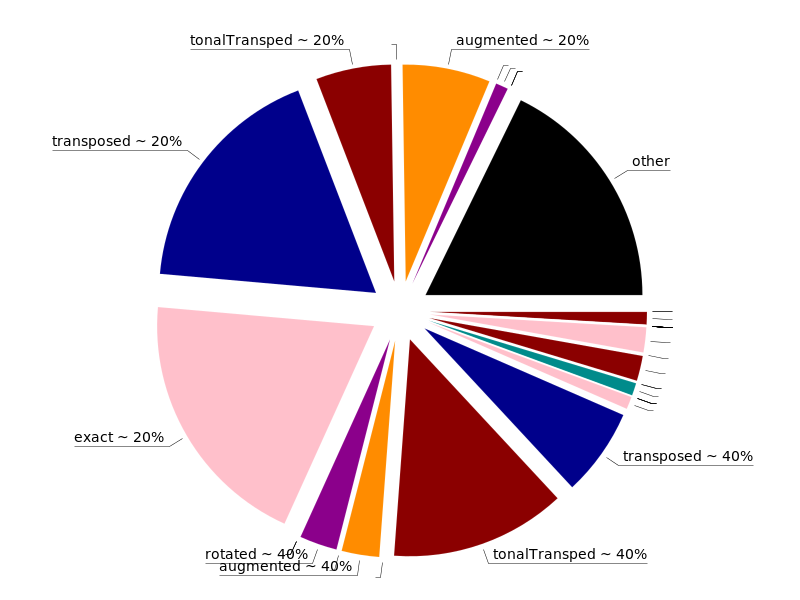 tonalTransped ~ 20%
augmented ~ 20%
transposed ~ 20%
other
exact ~ 20%
transposed ~ 40%
rotated ~ 40%
tonalTransped ~ 40%
augmented ~ 40%